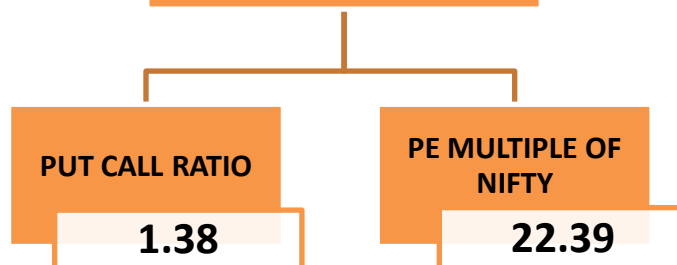 PUT CALL RATIO
1.38
PE MULTIPLE OF
NIFTY
22.39